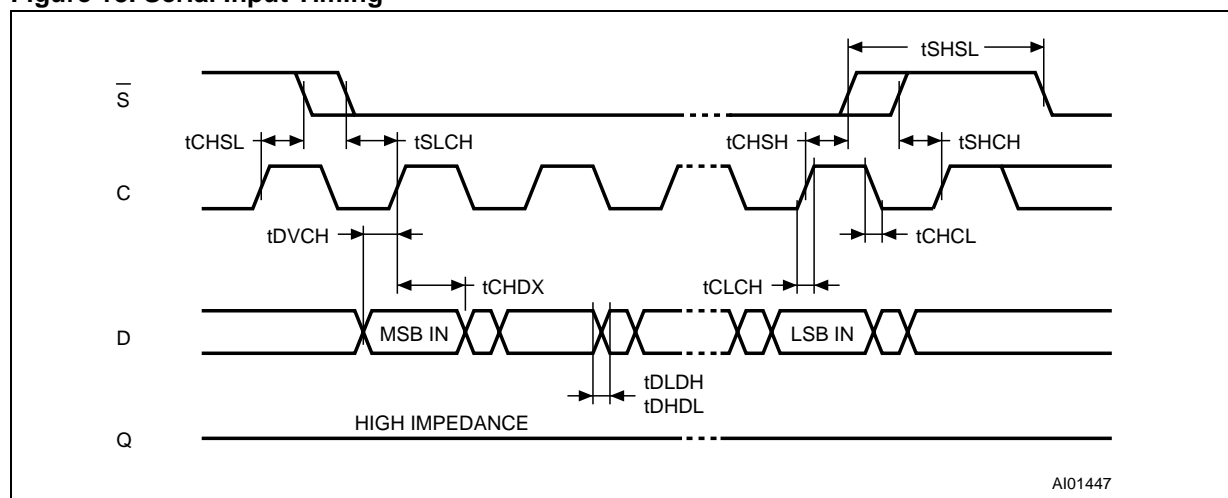 Figure 18. Serial Input Timing
tSHSL
S
tCHSL
tSLCH
tCHSH
tSHCH
C
tDVCH
tCHCL
tCHDX
tCLCH
D
MSB IN
LSB IN
tDLDH
tDHDL
HIGH IMPEDANCE
Q
AI01447